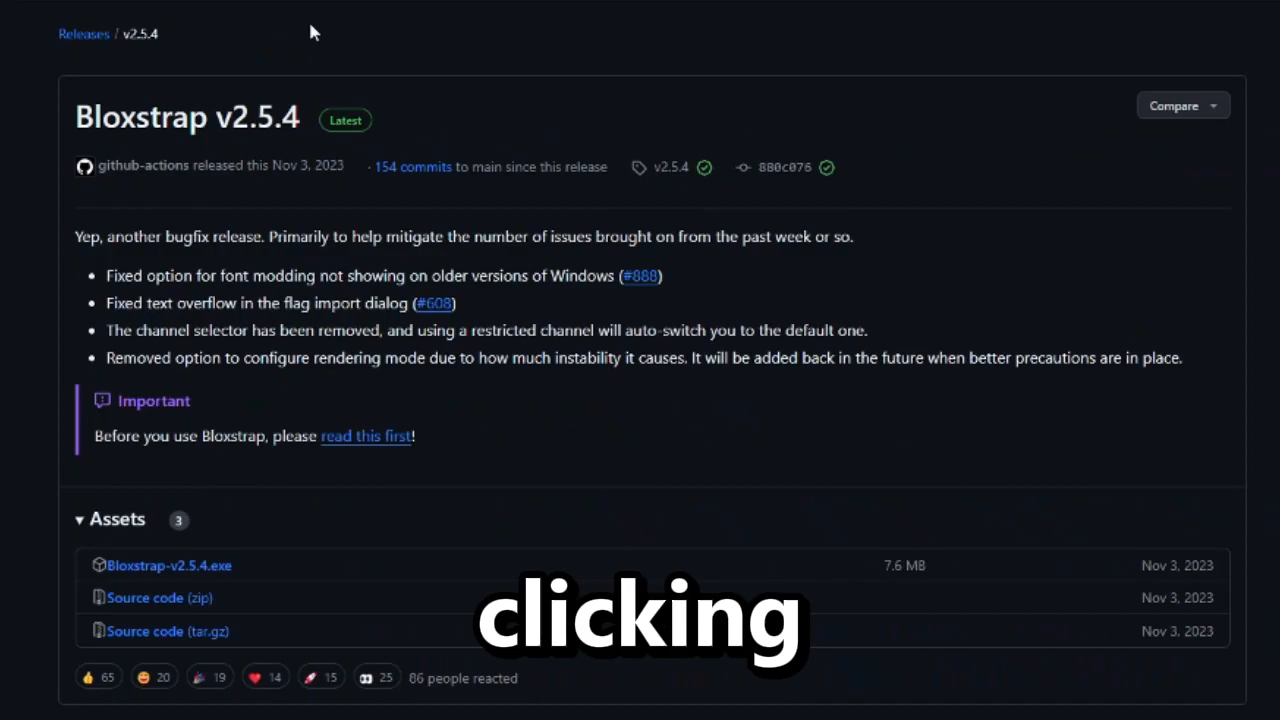 Releases / v2.5.4
Bloxstrap v2.5.4 Latest Compare
github-actions released this Nov 3, 2023 · 154 commits to main since this release v2.5.4 880c076
Yep, another bugfix release. Primarily to help mitigate the number of issues brought on from the past week or so.
• Fixed option for font modding not showing on older versions of Windows (#888)
• Fixed text overflow in the flag import dialog (#608)
• The channel selector has been removed, and using a restricted channel will auto-switch you to the default one.
• Removed option to configure rendering mode due to how much instability it causes. It will be added back in the future when better precautions are in place.
Important
Before you use Bloxstrap, please read this first!
Assets 3
Bloxstrap-v2.5.4.exe 7.6 MB Nov 3, 2023
Source code (zip) Nov 3, 2023
Source code (tar.gz) Nov 3, 2023
clicking
65 20 19 14 15 25 86 people reacted